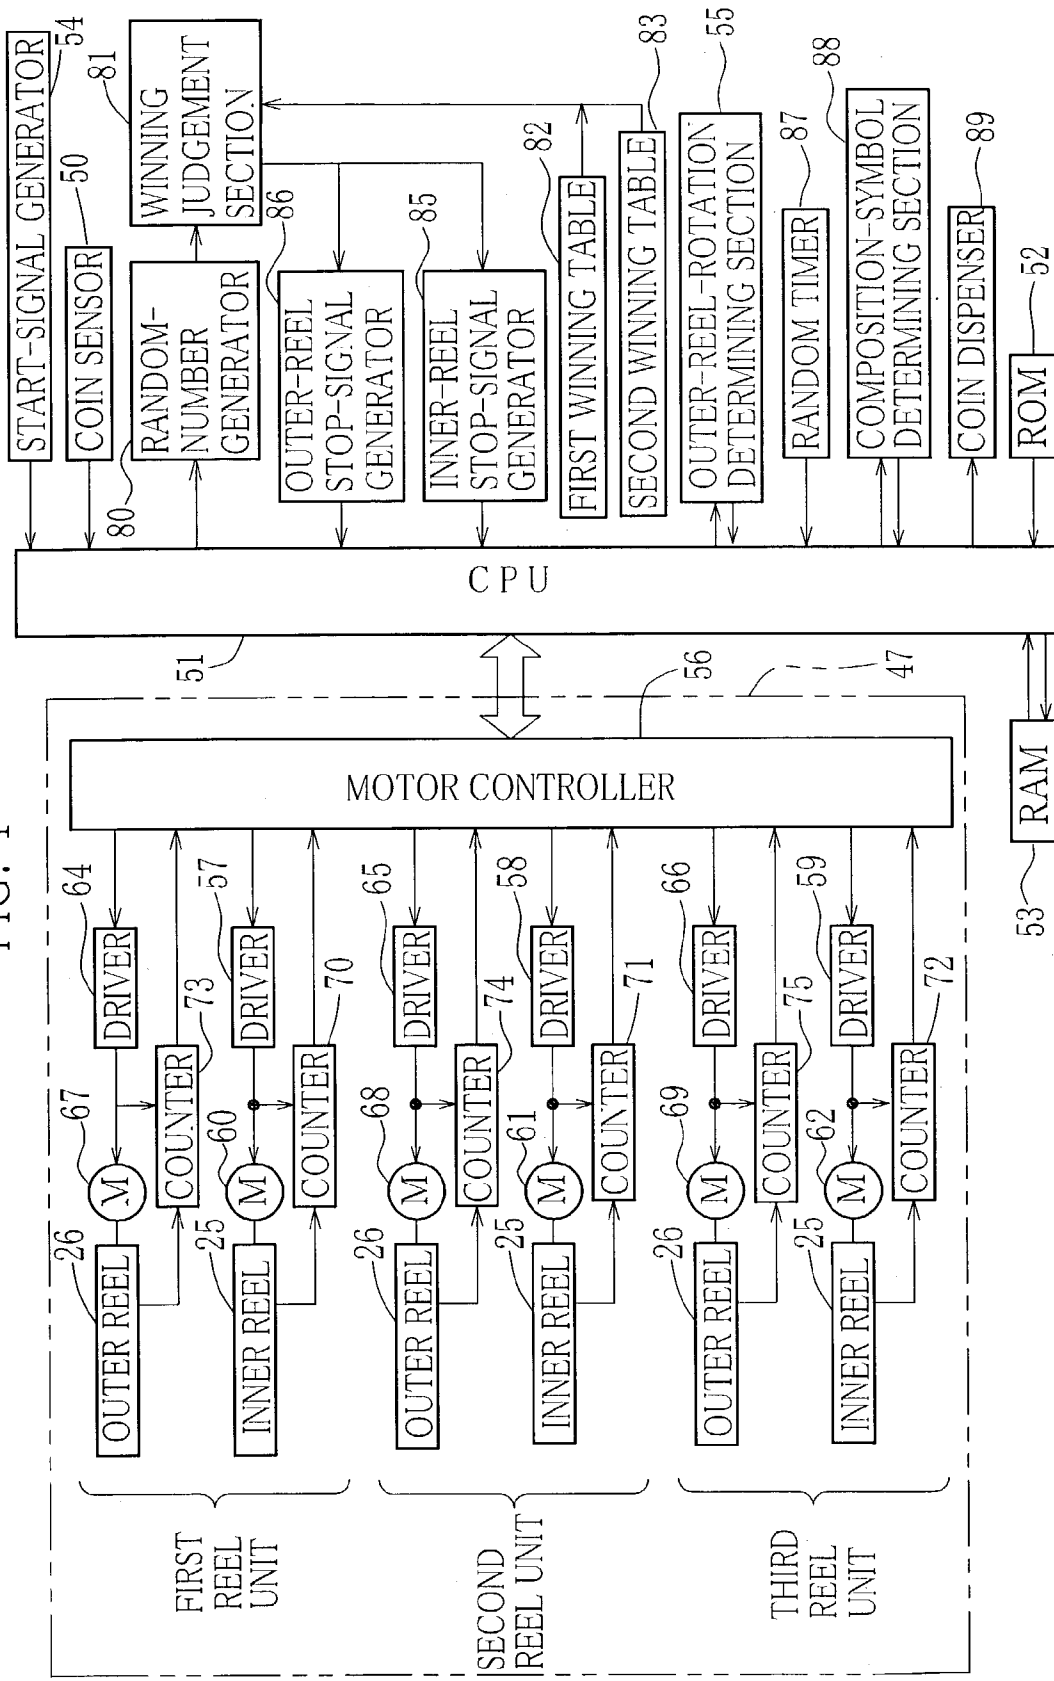 FIG. 4
FIRST
REEL
UNIT
SECOND
REEL UNIT
THIRD
REEL
UNIT
OUTER REEL
26
M
67
DRIVER
64
COUNTER
73
INNER REEL
25
M
60
DRIVER
57
COUNTER
70
OUTER REEL
26
M
68
DRIVER
65
COUNTER
74
INNER REEL
25
M
61
DRIVER
58
COUNTER
71
OUTER REEL
26
M
69
DRIVER
66
COUNTER
75
INNER REEL
25
M
62
DRIVER
59
COUNTER
72
MOTOR CONTROLLER
56
47
RAM
53
CPU
51
START-SIGNAL GENERATOR
54
COIN SENSOR
50
RANDOM-
NUMBER
GENERATOR
80
WINNING
JUDGEMENT
SECTION
81
OUTER-REEL
STOP-SIGNAL
GENERATOR
86
INNER-REEL
STOP-SIGNAL
GENERATOR
85
FIRST WINNING TABLE
82
SECOND WINNING TABLE
83
OUTER-REEL-ROTATION
DETERMINING SECTION
55
RANDOM TIMER
87
COMPOSITION-SYMBOL
DETERMINING SECTION
88
COIN DISPENSER
89
ROM
52